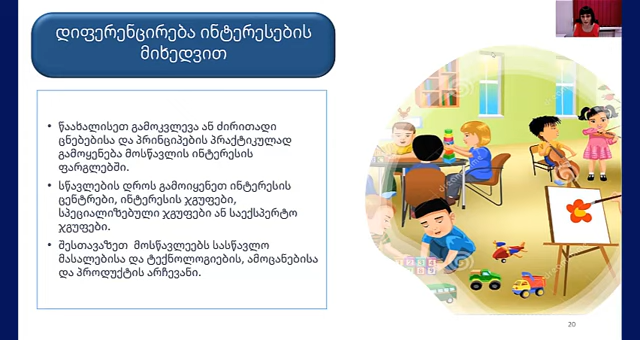 დიფერენცირება ინტერესების
მიხედვით
• წაახალისეთ გამოკვლევა ან ძირითადი
ცნებებისა და პრინციპების პრაქტიკულად
გამოყენება მოსწავლის ინტერესის
ფარგლებში.
• სწავლების დროს გამოიყენეთ ინტერესის
ცენტრები, ინტერესის ჯგუფები,
სპეციალიზებული ჯგუფები ან საექსპერტო
ჯგუფები.
• შესთავაზეთ მოსწავლეებს სასწავლო
მასალებისა და ტექნოლოგიების, ამოცანებისა
და პროდუქტის არჩევანი.
20